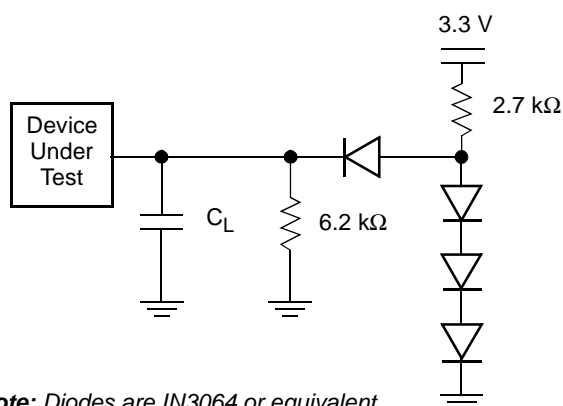 3.3 V
2.7 kΩ
Device
Under
Test
C_L
6.2 kΩ
ote: Diodes are IN3064 or equivalent